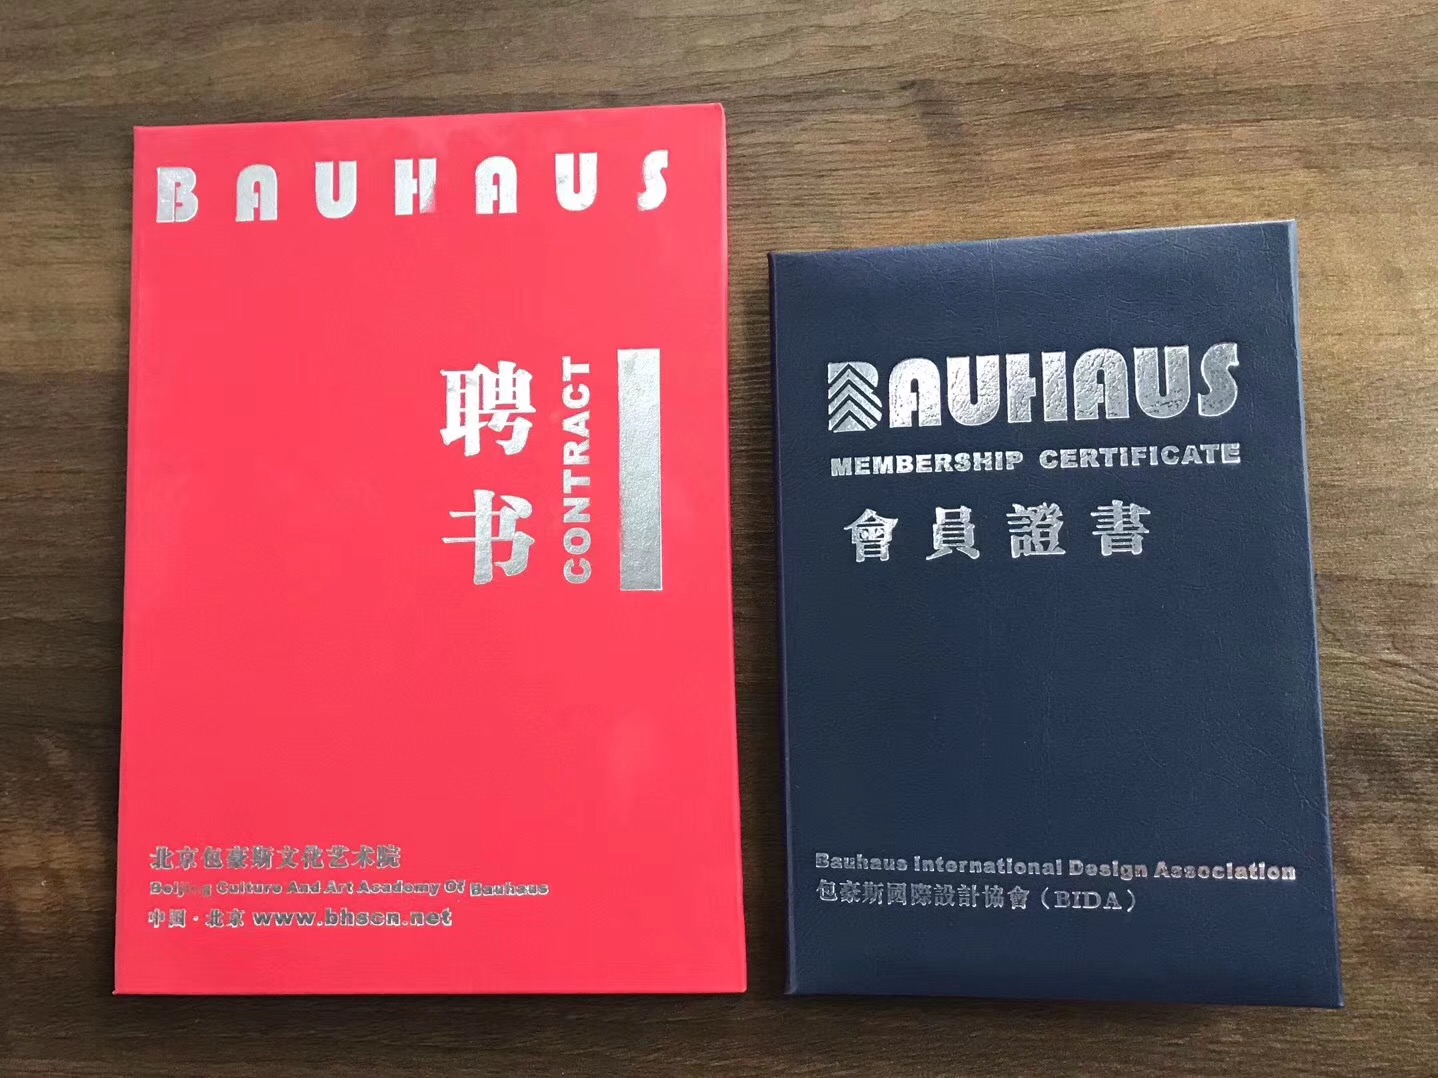 BAUHAUS
聘书
CONTRACT
北京包豪斯文化艺术院
Beijing Culture And Art Academy Of Bauhaus
中国·北京 www.bhscn.net
BAUHAUS
MEMBERSHIP CERTIFICATE
會員證書
Bauhaus International Design Association
包豪斯國際設計協會（BIDA）